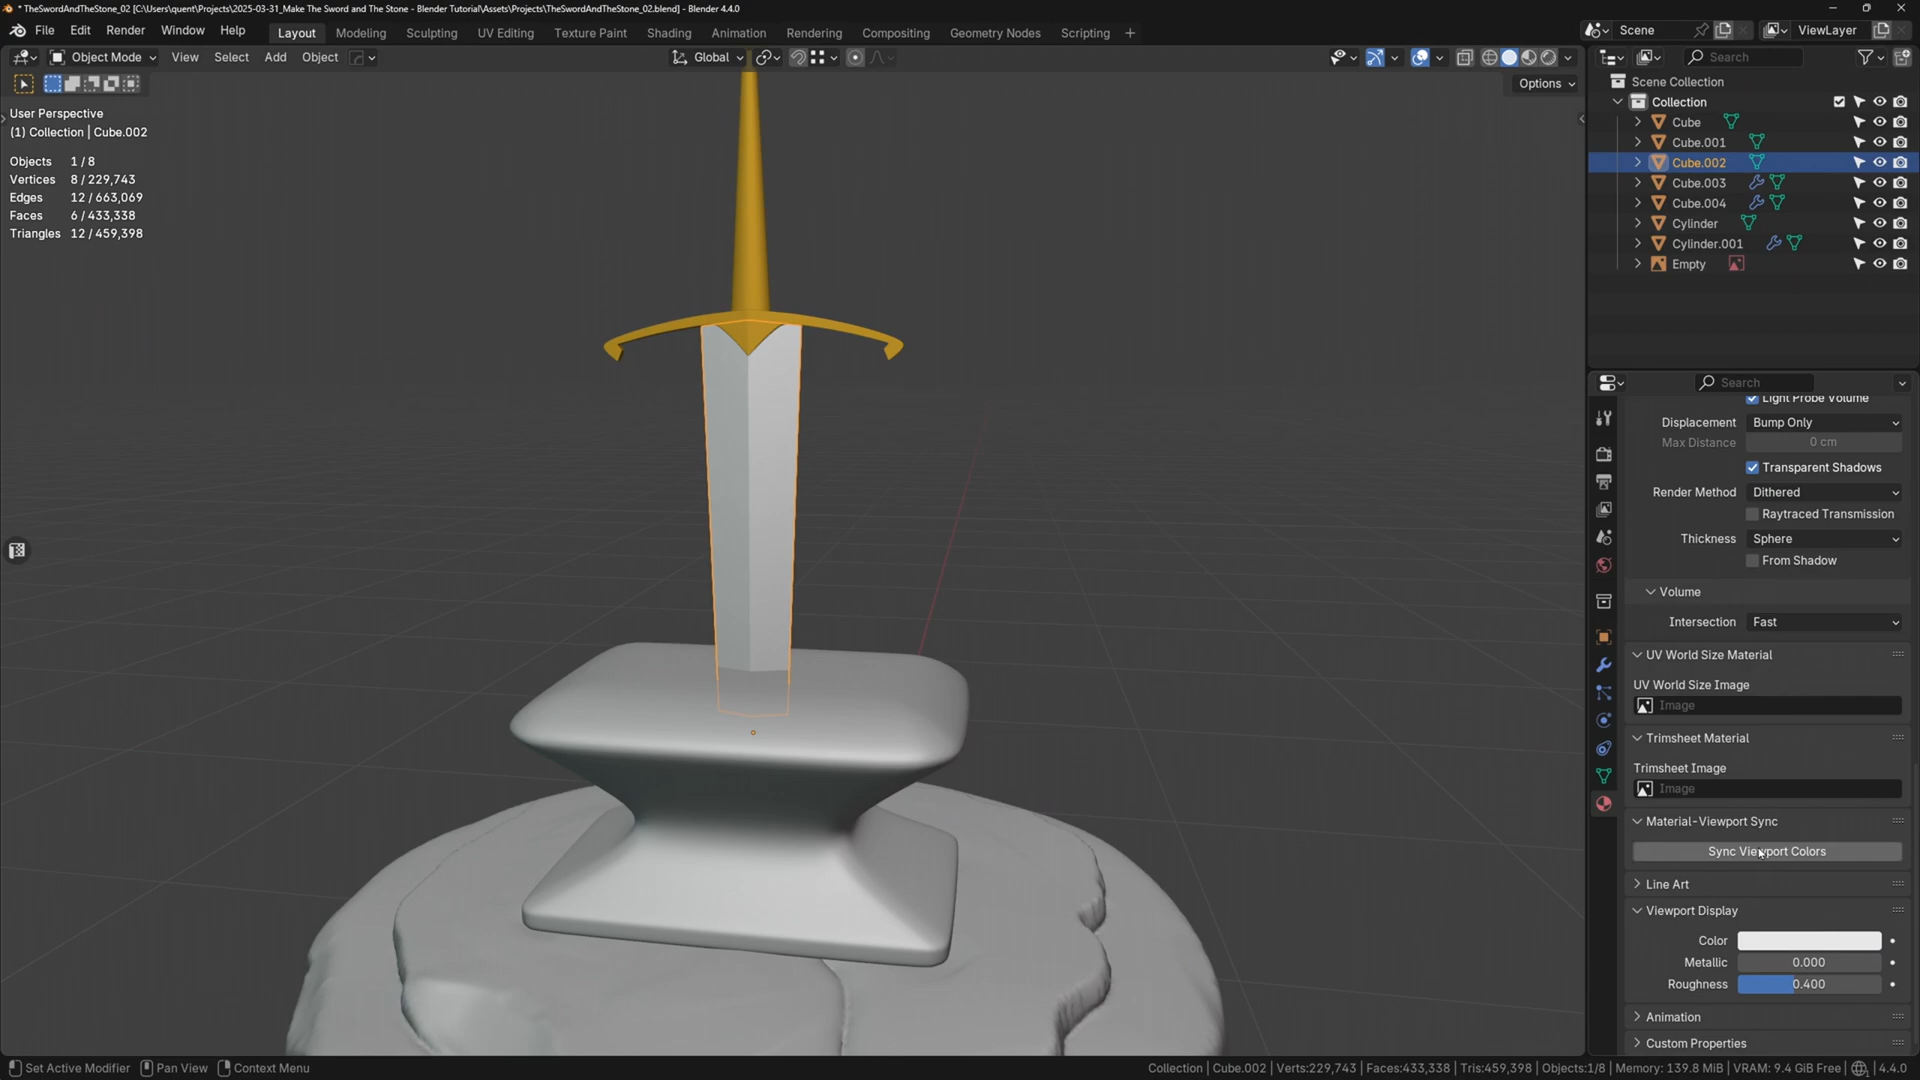 * TheSwordAndTheStone_02 [C:\Users\quent\Projects\2025-03-31_Make The Sword and The Stone - Blender Tutorial\Assets\Projects\TheSwordAndTheStone_02.blend] - Blender 4.4.0
File Edit Render Window Help
Layout Modeling Sculpting UV Editing Texture Paint Shading Animation Rendering Compositing Geometry Nodes Scripting +
Scene
ViewLayer
Object Mode View Select Add Object
Global
Options
User Perspective
(1) Collection | Cube.002
Objects 1 / 8
Vertices 8 / 229,743
Edges 12 / 663,069
Faces 6 / 433,338
Triangles 12 / 459,398
Search
Scene Collection
Collection
Cube
Cube.001
Cube.002
Cube.003
Cube.004
Cylinder
Cylinder.001
Empty
Search
Light Probe Volume
Displacement Bump Only
Max Distance 0 cm
Transparent Shadows
Render Method Dithered
Raytraced Transmission
Thickness Sphere
From Shadow
Volume
Intersection Fast
UV World Size Material
UV World Size Image
Image
Trimsheet Material
Trimsheet Image
Image
Material-Viewport Sync
Sync Viewport Colors
Line Art
Viewport Display
Color
Metallic 0.000
Roughness 0.400
Animation
Custom Properties
Set Active Modifier Pan View Context Menu
Collection | Cube.002 | Verts:229,743 | Faces:433,338 | Tris:459,398 | Objects:1/8 | Memory: 139.8 MiB | VRAM: 9.4 GiB Free | 4.4.0